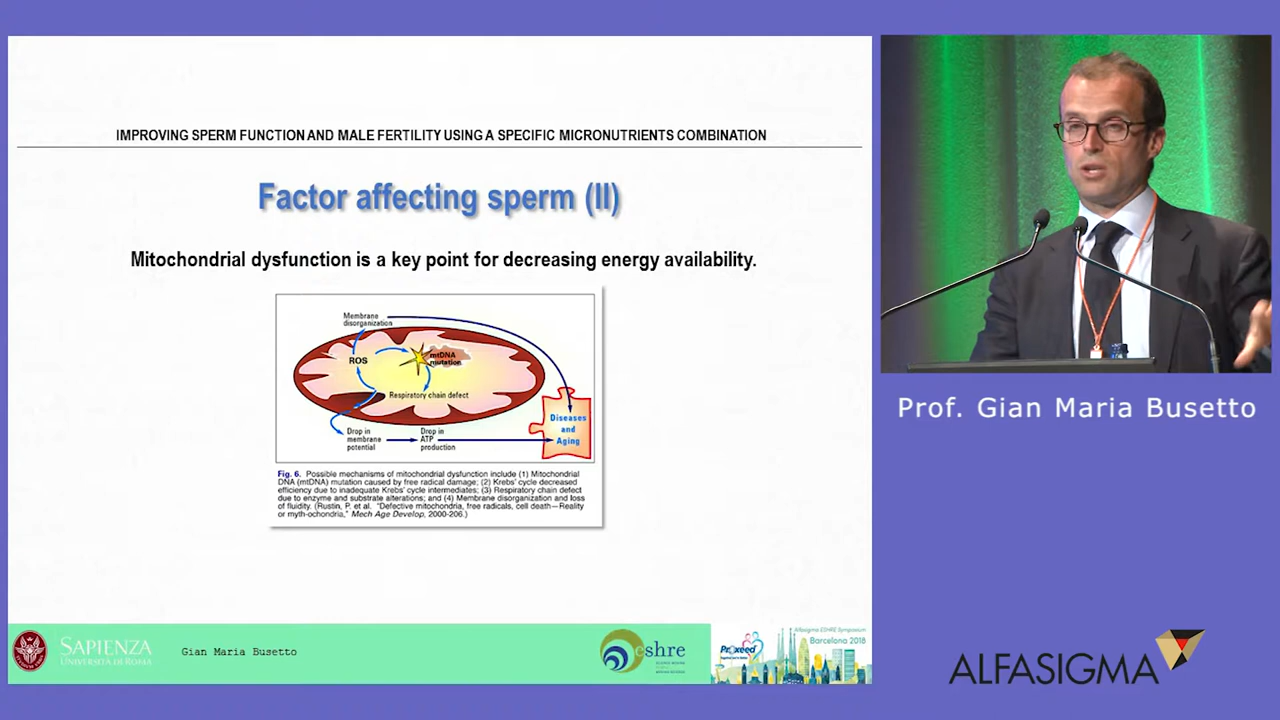 IMPROVING SPERM FUNCTION AND MALE FERTILITY USING A SPECIFIC MICRONUTRIENTS COMBINATION
Factor affecting sperm (II)
Mitochondrial dysfunction is a key point for decreasing energy availability.
Membrane
disorganization
ROS
mtDNA
mutation
Respiratory chain defect
Drop in
membrane
potential
Drop in
ATP
production
Diseases
and
Aging
Fig. 6. Possible mechanisms of mitochondrial dysfunction include (1) Mitochondrial
DNA (mtDNA) mutation caused by free radical damage; (2) Krebs' cycle decreased
efficiency due to inadequate Krebs' cycle intermediates; (3) Respiratory chain defect
due to enzyme and substrate alterations; and (4) Membrane disorganization and loss
of fluidity. (Rustin, P. et al. "Defective mitochondria, free radicals, cell death—Reality
or myth-ochondria," Mech Age Develop, 2000-206.)
Prof. Gian Maria Busetto
SAPIENZA
UNIVERSITÀ DI ROMA
Gian Maria Busetto
eshre
Proxeed
Alfasigma ESHRE Symposium
Barcelona 2018
ALFASIGMA